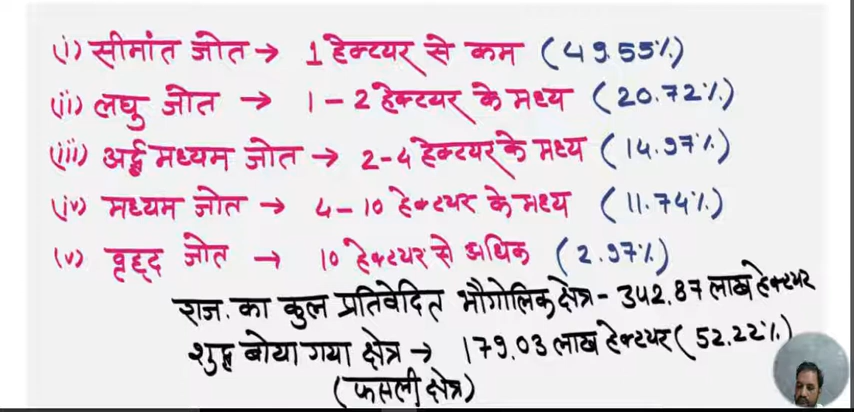 (i) सीमांत जोत → 1 हेक्टयर से कम (49.55%)
(ii) लघु जोत → 1 – 2 हेक्टयर के मध्य (20.72%)
(iii) अर्द्धमध्यम जोत → 2-4 हेक्टयर के मध्य (14.97%)
(iv) मध्यम जोत → 4 – 10 हेक्टयर के मध्य (11.74%)
(v) वृहद् जोत → 10 हेक्टयर से अधिक (2.97%)
राज. का कुल प्रतिवेदित भौगोलिक क्षेत्र - 342.87 लाख हेक्टयर
शुद्ध बोया गया क्षेत्र → 179.03 लाख हेक्टयर (52.22%)
(फसली क्षेत्र)